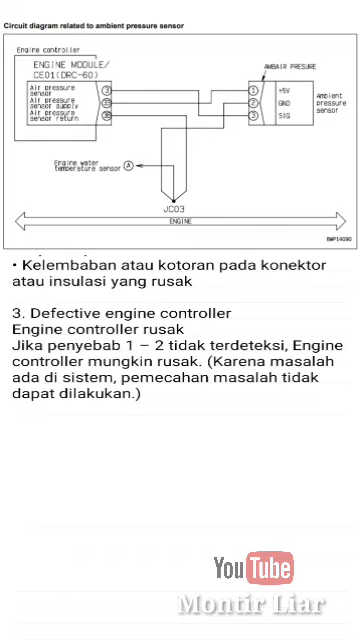 Circuit diagram related to ambient pressure sensor
Engine controller
ENGINE MODULE/
CE01(DRC-60)
AMBAIR PRESURE
Air pressure
sensor
3
1
+5V
Air pressure
sensor supply
33
2
GND
Ambient
pressure
sensor
Air pressure
sensor return
38
3
SIG
Engine water
temperature sensor
A
JC03
ENGINE
BWP14090
• Kelembaban atau kotoran pada konektor
atau insulasi yang rusak
3. Defective engine controller
Engine controller rusak
Jika penyebab 1 – 2 tidak terdeteksi, Engine
controller mungkin rusak. (Karena masalah
ada di sistem, pemecahan masalah tidak
dapat dilakukan.)
YouTube
Montir Liar